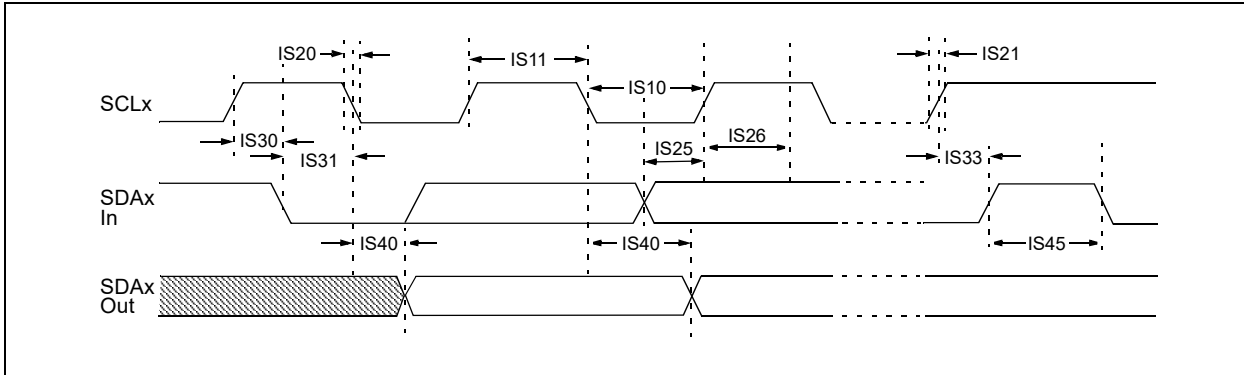 IS20
IS11
IS21
IS10
SCLx
IS30
IS26
IS25
IS31
IS33
SDAx
In
IS40
IS40
IS45
SDAx
Out